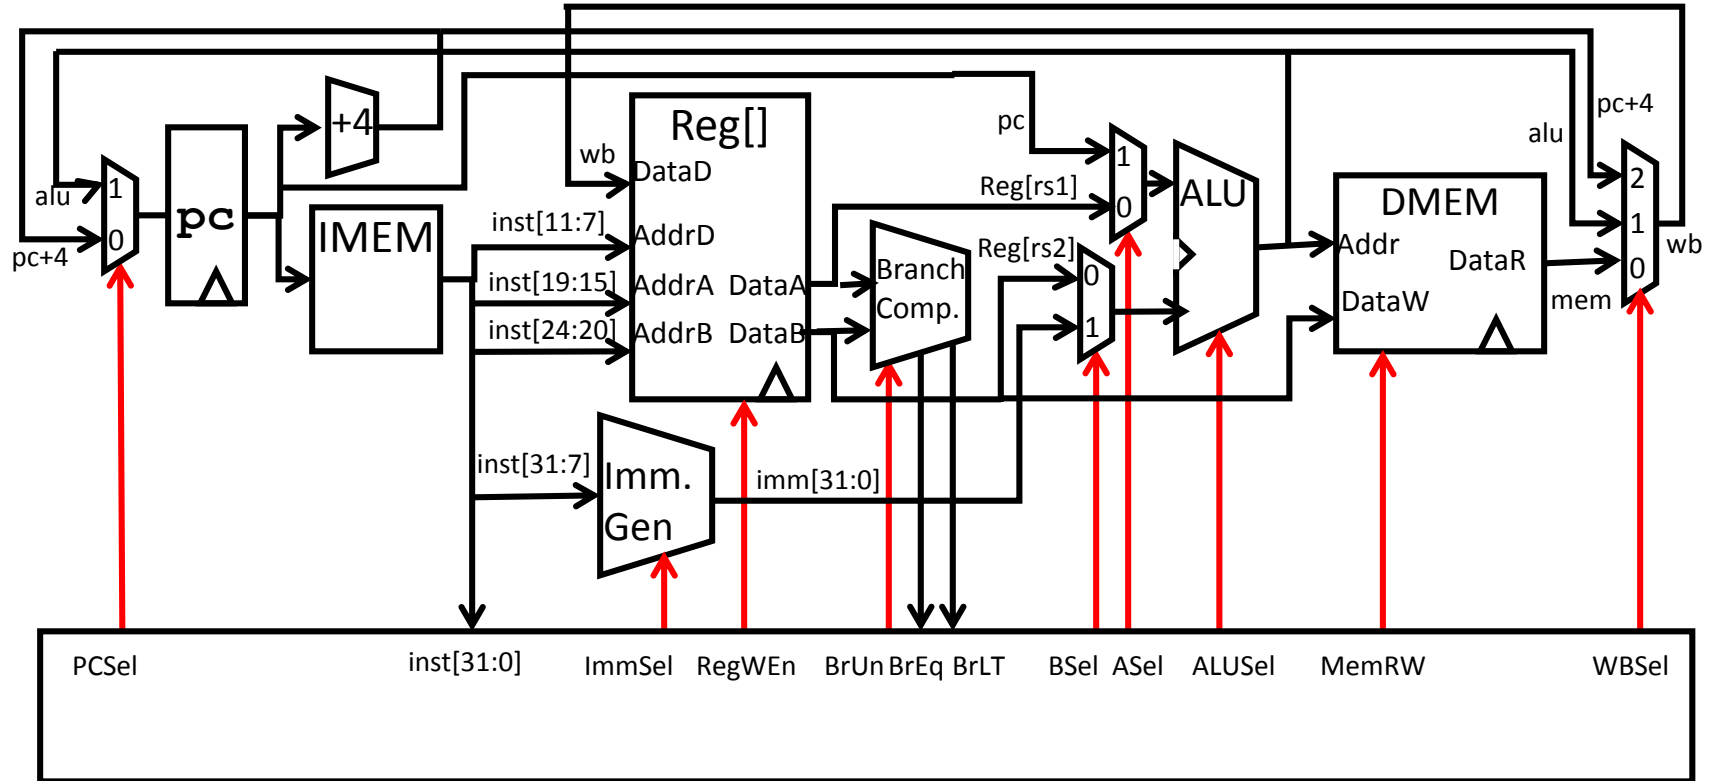 pc+4
alu
pc
wb
+4
Reg[]
DataD
AddrD
AddrA
AddrB
DataA
DataB
alu
pc+4
1
0
pc
IMEM
inst[11:7]
inst[19:15]
inst[24:20]
Reg[rs1]
Reg[rs2]
Branch
Comp.
1
0
0
1
ALU
DMEM
Addr
DataR
DataW
mem
2
1
0
wb
inst[31:7]
Imm.
Gen
imm[31:0]
PCSel
inst[31:0]
ImmSel
RegWEn
BrUn
BrEq
BrLT
BSel
ASel
ALUSel
MemRW
WBSel